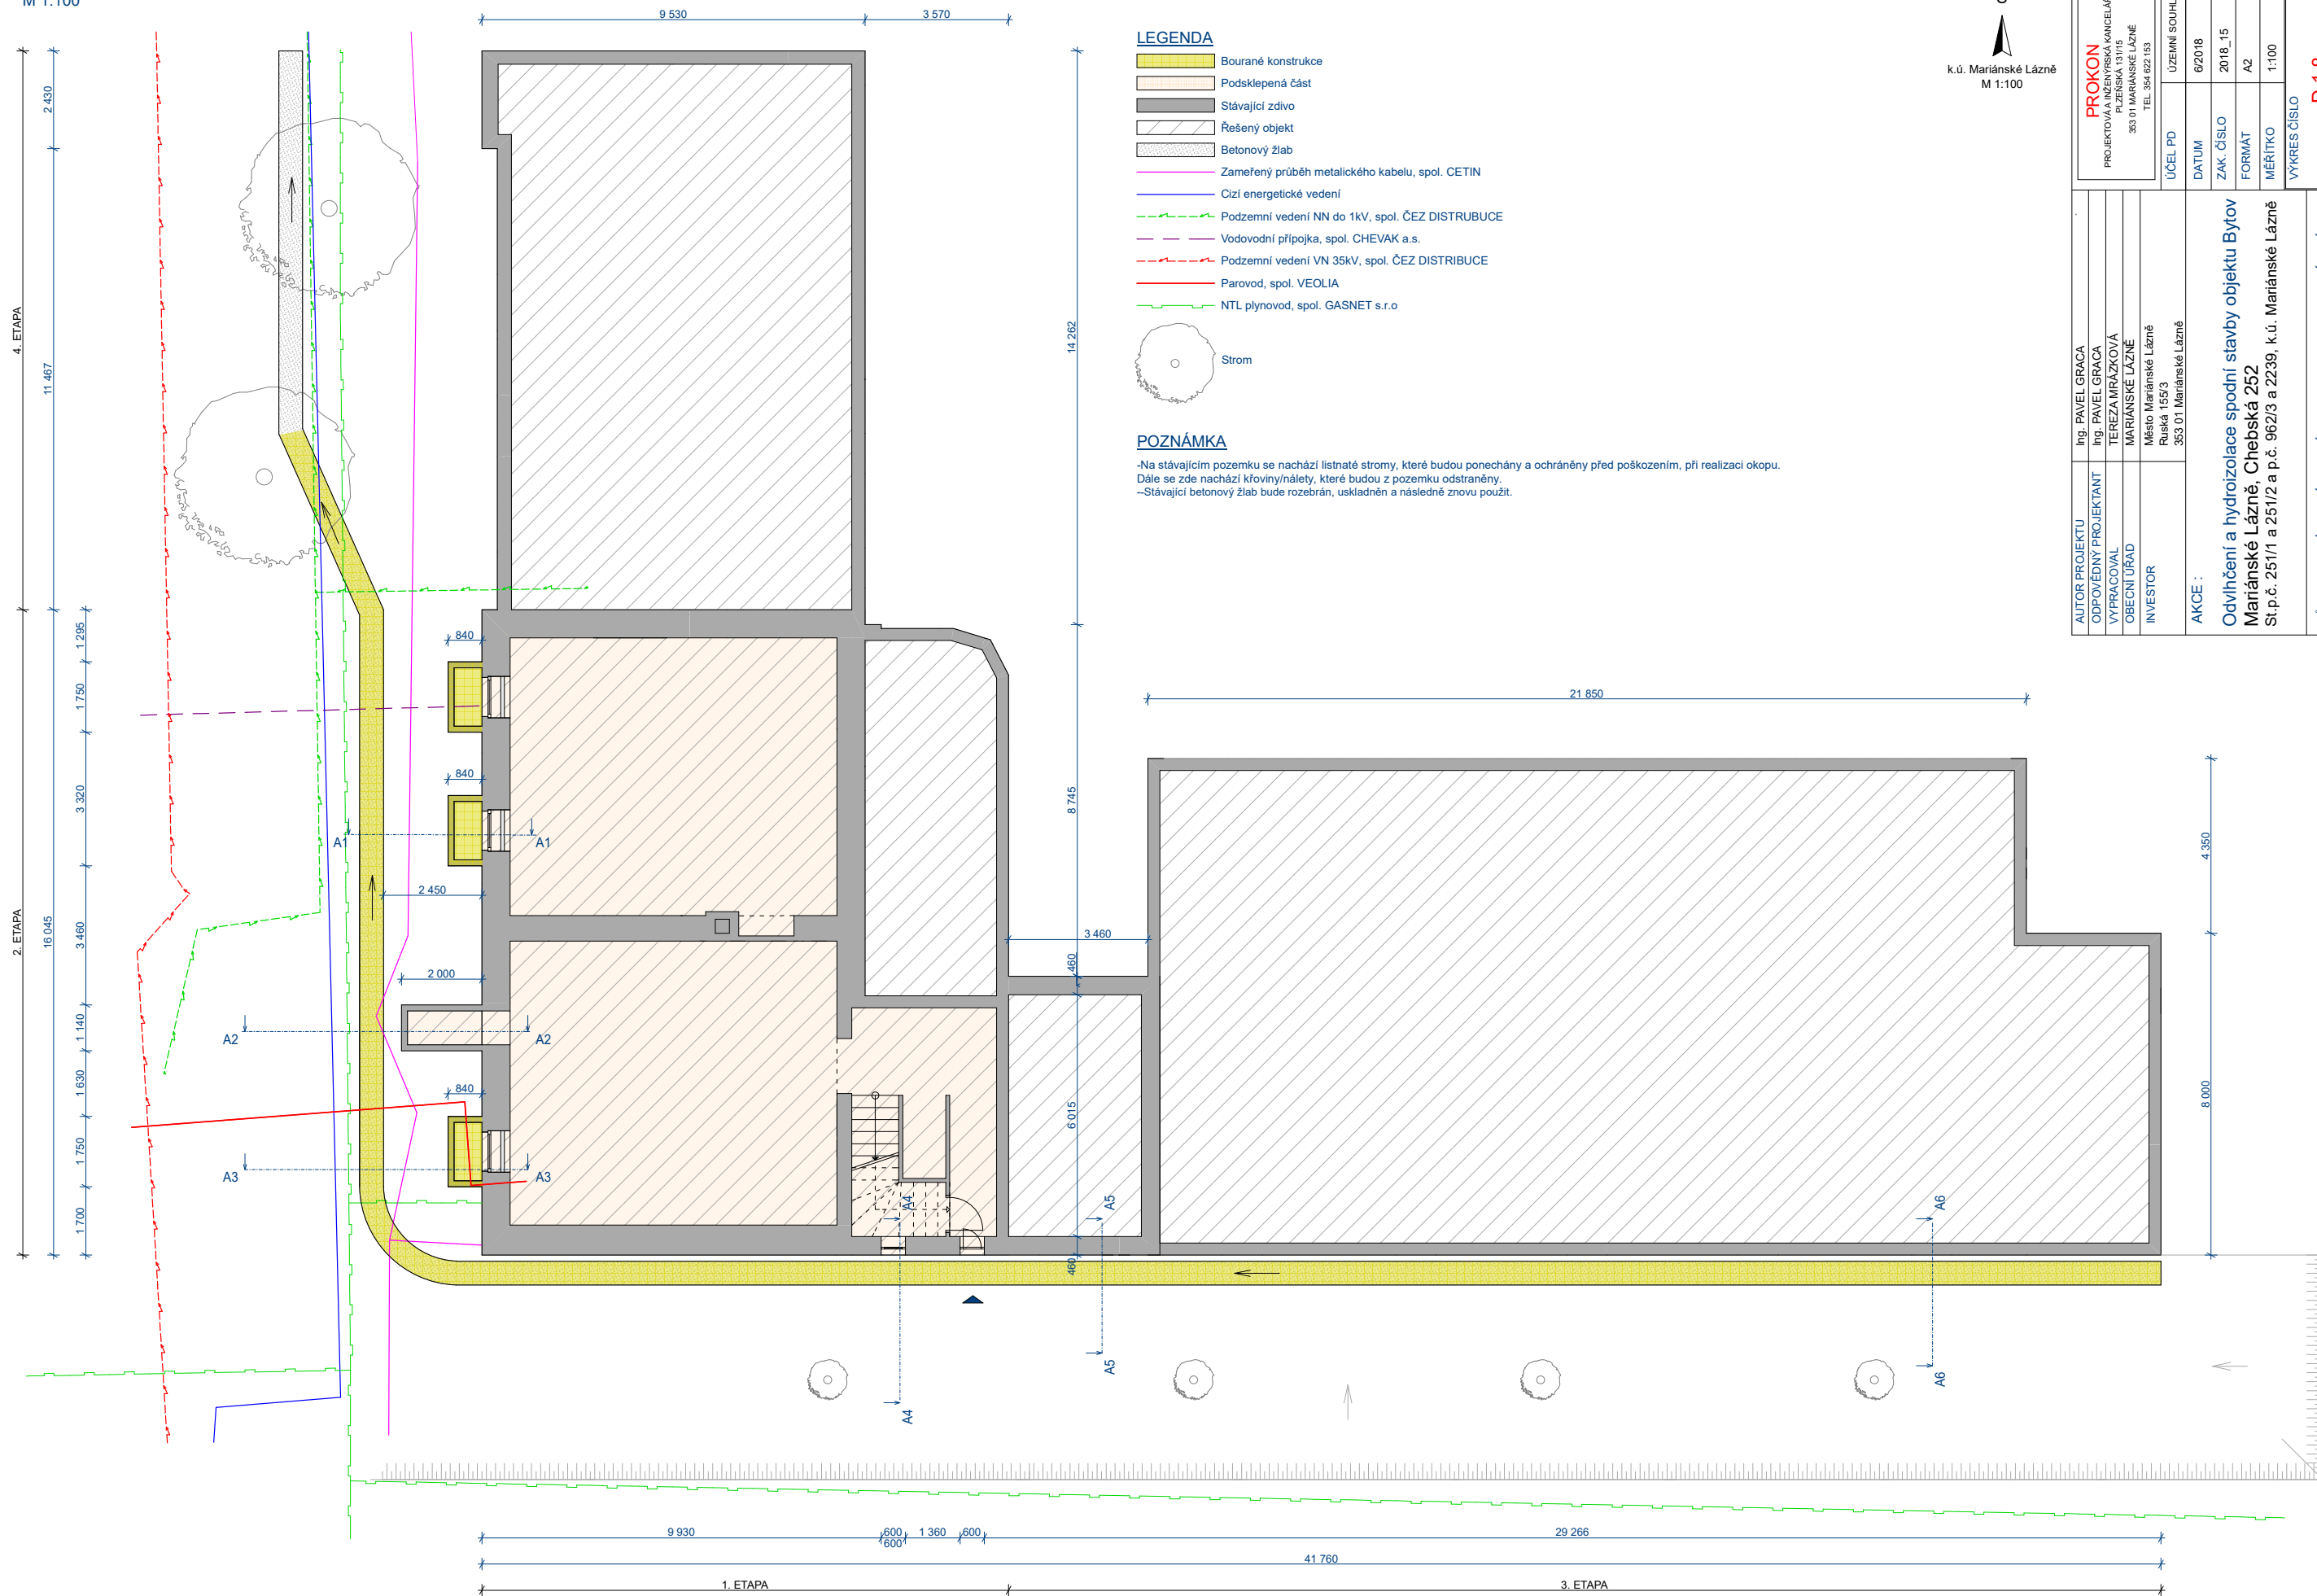 M 1:100
9 530
3 570
LEGENDA
Bourané konstrukce
Podsklepená část
Stávající zdivo
Řešený objekt
Betonový žlab
Zameřený průběh metalického kabelu, spol. CETIN
Cizí energetické vedení
Podzemní vedení NN do 1kV, spol. ČEZ DISTRUBUCE
Vodovodní přípojka, spol. CHEVAK a.s.
Podzemní vedení VN 35kV, spol. ČEZ DISTRIBUCE
Parovod, spol. VEOLIA
NTL plynovod, spol. GASNET s.r.o
Strom
POZNÁMKA
-Na stávajícím pozemku se nachází listnaté stromy, které budou ponechány a ochráněny před poškozením, při realizaci okopu.
Dále se zde nachází křoviny/nálety, které budou z pozemku odstraněny.
--Stávající betonový žlab bude rozebrán, uskladněn a následně znovu použit.
k.ú. Mariánské Lázně
M 1:100
PROKON
PROJEKTOVÁ A INŽENÝRSKÁ KANCELÁŘ
PLZEŇSKÁ 131/15
353 01 MARIÁNSKÉ LÁZNĚ
TEL. 354 622 153
ÚČEL PD
ÚZEMNÍ SOUHL
DATUM
6/2018
ZAK. ČÍSLO
2018_15
FORMÁT
A2
MĚŘÍTKO
1:100
VÝKRES ČÍSLO
AUTOR PROJEKTU
Ing. PAVEL GRACA
ODPOVĚDNÝ PROJEKTANT
Ing. PAVEL GRACA
VYPRACOVAL
TEREZA MRÁZKOVÁ
OBECNÍ ÚŘAD
MARIÁNSKÉ LÁZNĚ
INVESTOR
Město Mariánské Lázně
Ruská 155/3
353 01 Mariánské Lázně
AKCE :
Odvlhčení a hydroizolace spodní stavby objektu Bytov
Mariánské Lázně, Chebská 252
St.p.č. 251/1 a 251/2 a p.č. 962/3 a 2239, k.ú. Mariánské Lázně
4. ETAPA
2 430
11 467
14 262
2. ETAPA
16 045
1 295
1 750
3 320
3 460
1 140
1 630
1 750
1 700
840
840
2 450
2 000
840
A1
A1
A2
A2
A3
A3
21 850
8 745
3 460
460
6 015
460
4 350
8 000
A4
A5
A6
A4
A5
A6
9 930
600
600
1 360
600
29 266
41 760
1. ETAPA
3. ETAPA